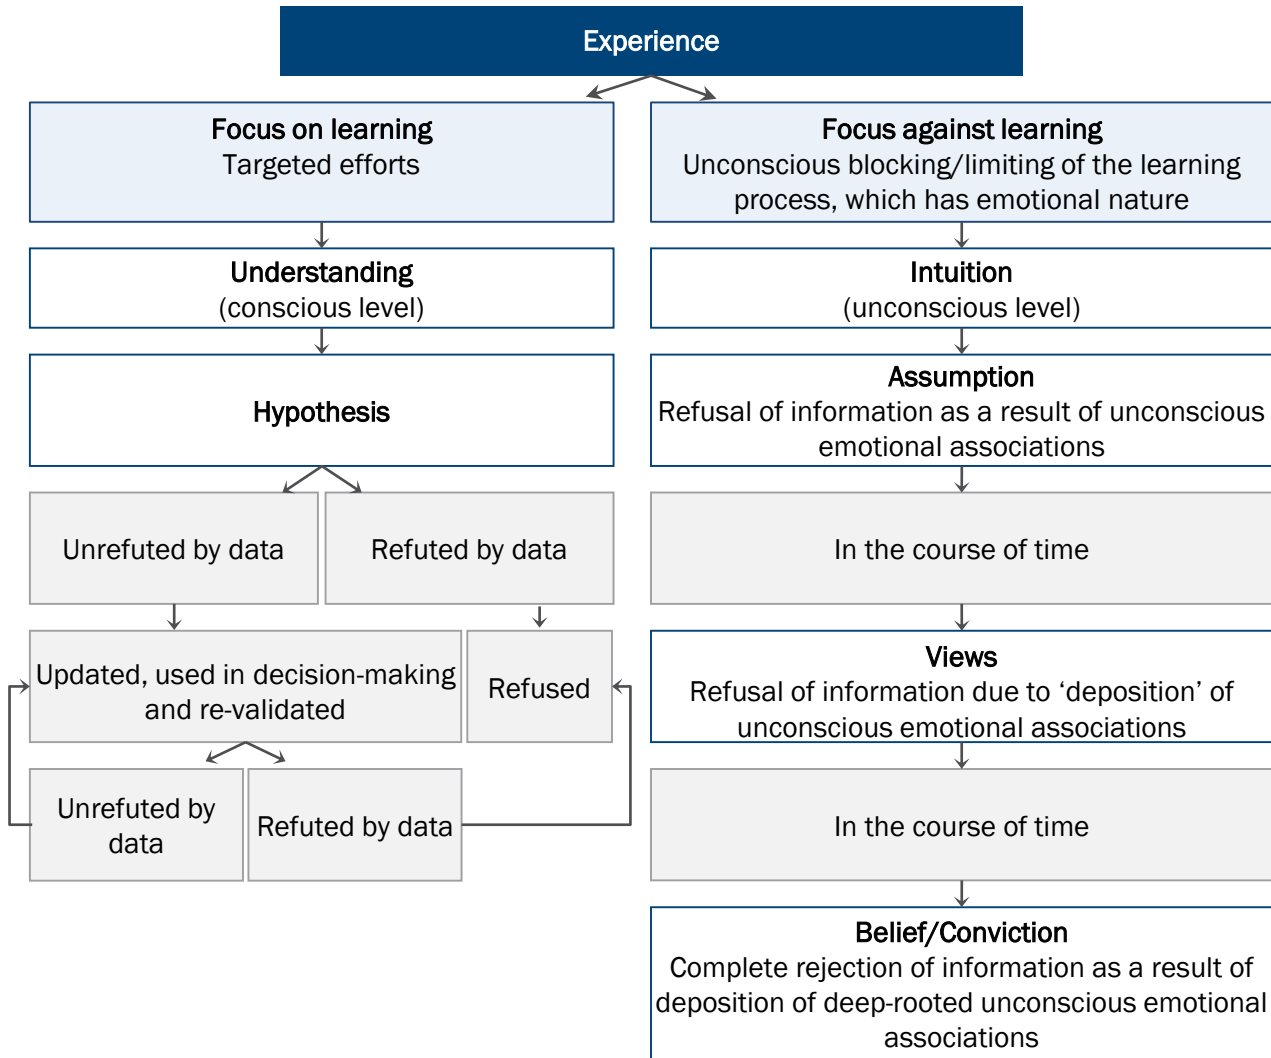 Experience
Focus on learning
Targeted efforts
Understanding
(conscious level)
Hypothesis
Unrefuted by data
Refuted by data
Updated, used in decision-making
and re-validated
Refused
Unrefuted by
data
Refuted by data
Focus against learning
Unconscious blocking/limiting of the learning
process, which has emotional nature
Intuition
(unconscious level)
Assumption
Refusal of information as a result of unconscious
emotional associations
In the course of time
Views
Refusal of information due to ‘deposition’ of
unconscious emotional associations
In the course of time
Belief/Conviction
Complete rejection of information as a result of
deposition of deep-rooted unconscious emotional
associations